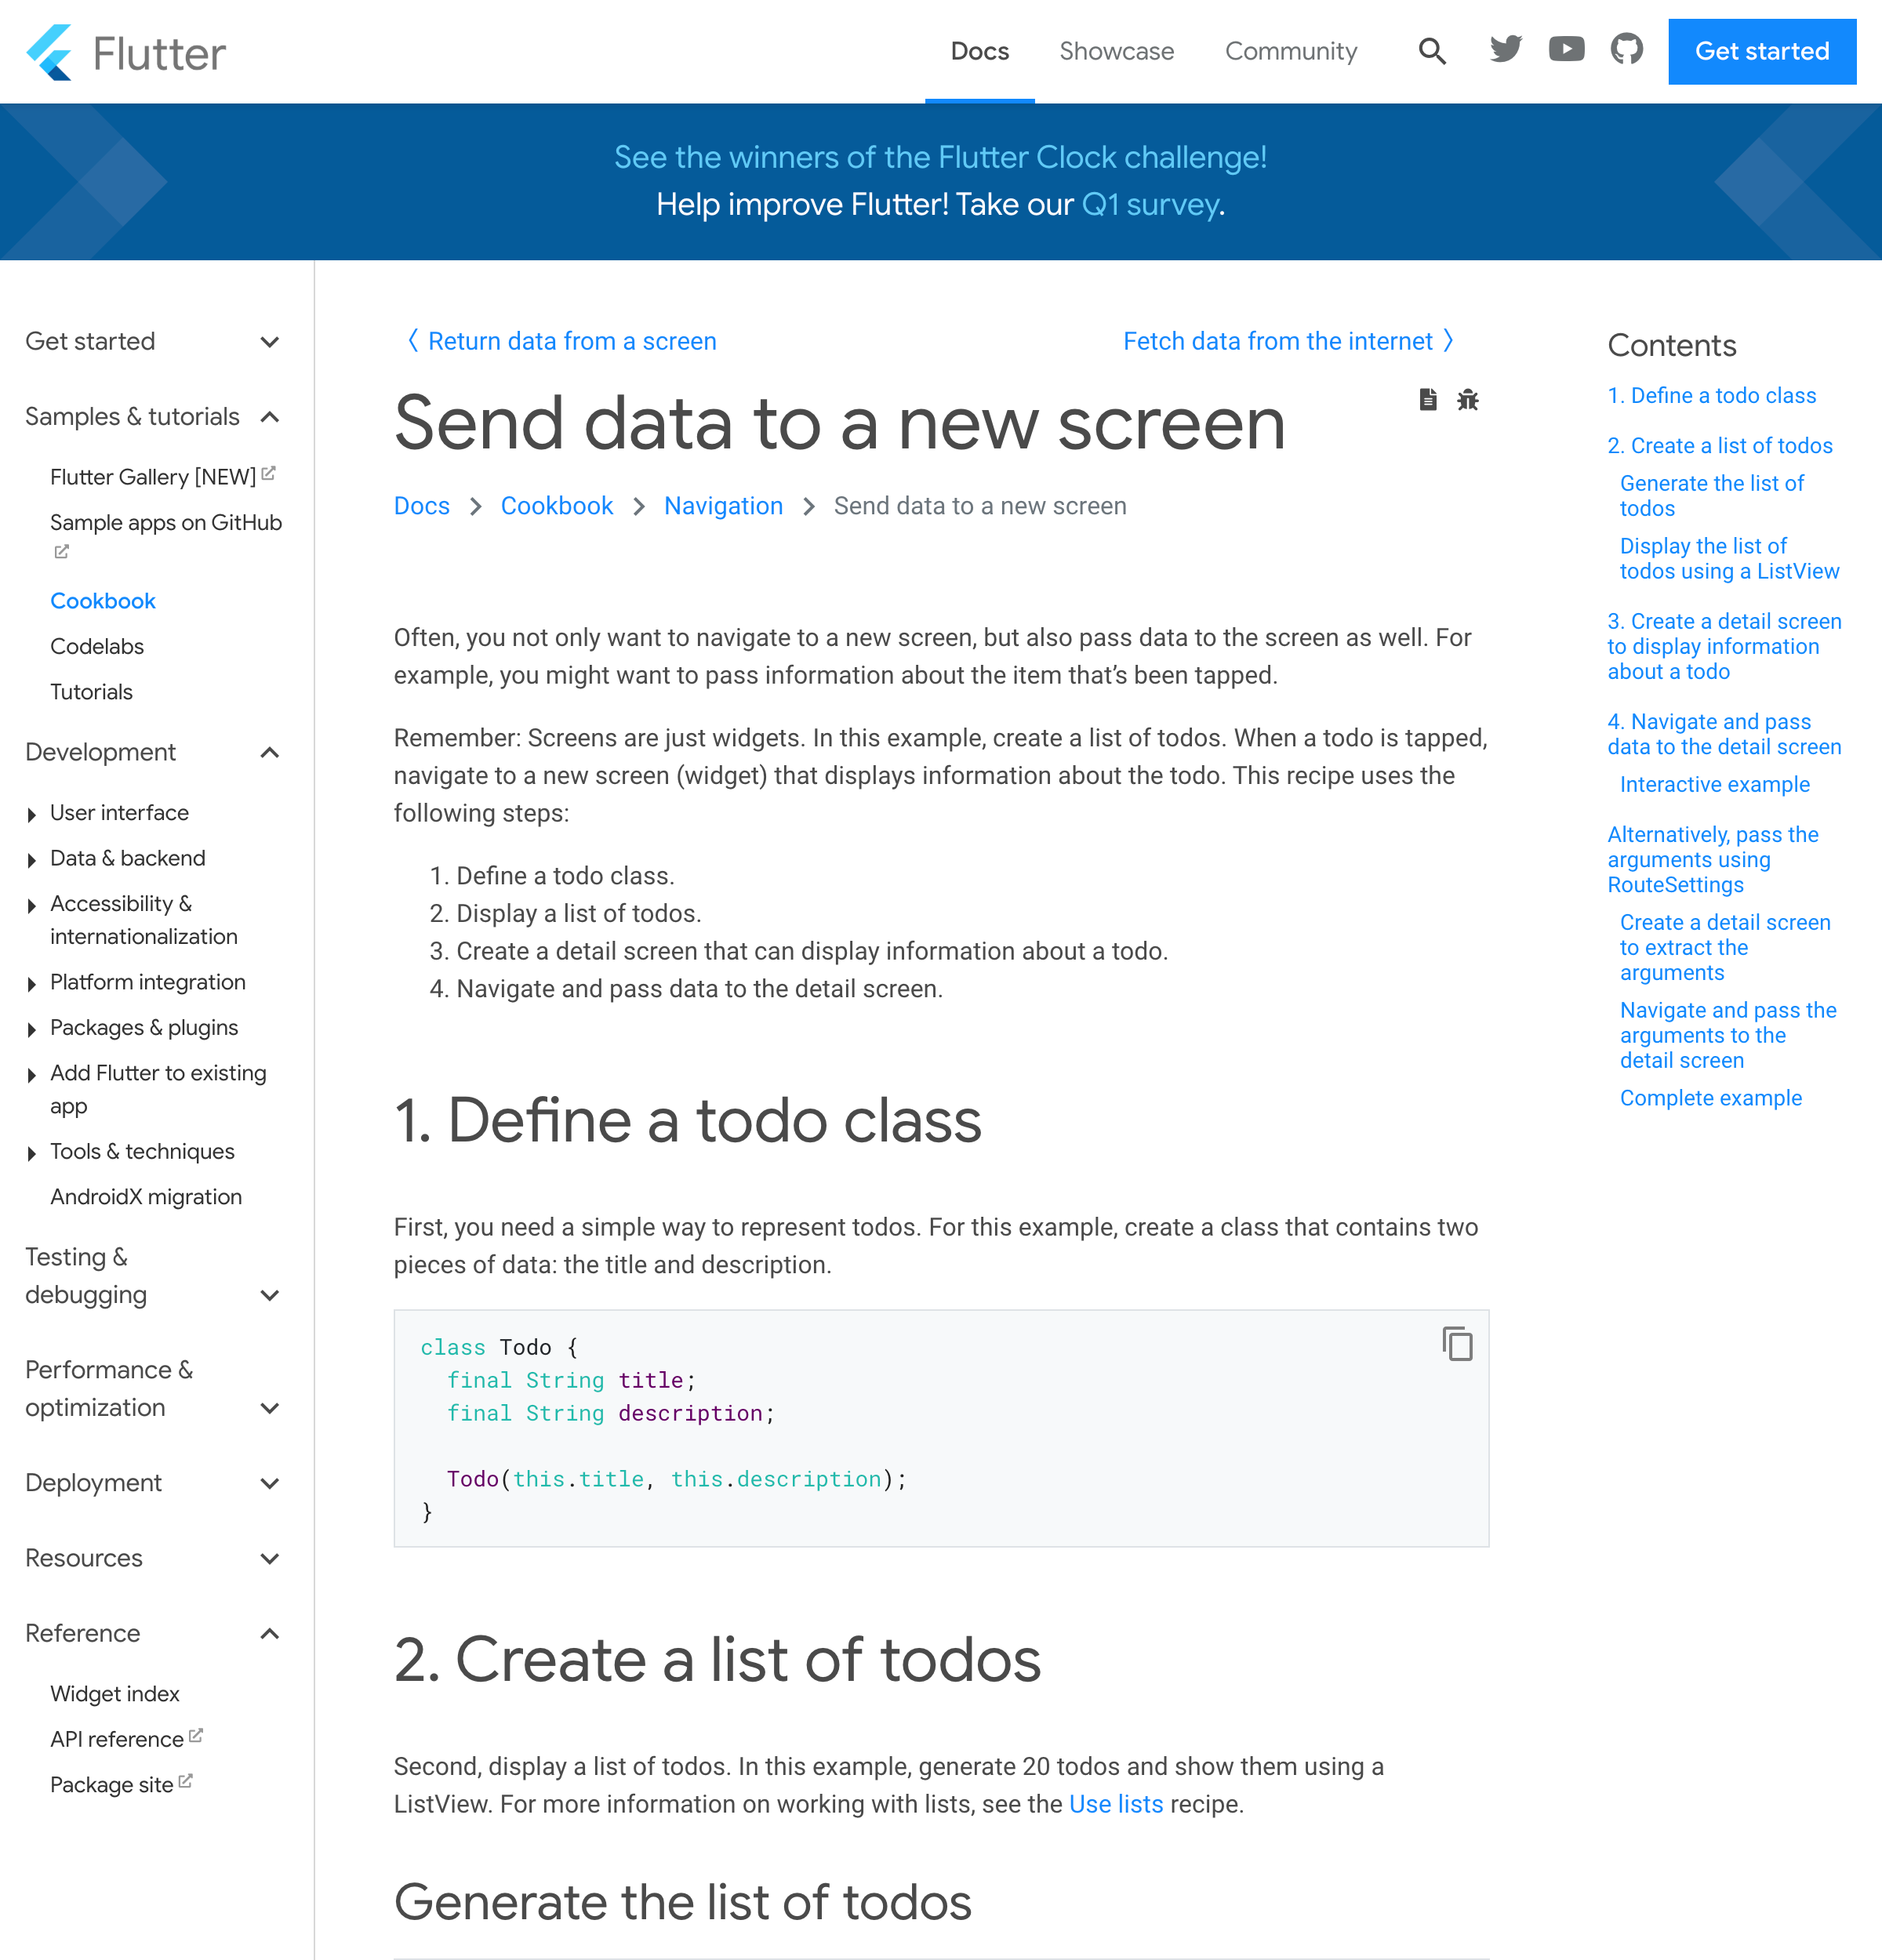 Flutter
Docs
Showcase
Community
Get started
See the winners of the Flutter Clock challenge!
Help improve Flutter! Take our Q1 survey.
Get started
Samples & tutorials
Flutter Gallery [NEW]
Sample apps on GitHub
Cookbook
Codelabs
Tutorials
Development
User interface
Data & backend
Accessibility &
internationalization
Platform integration
Packages & plugins
Add Flutter to existing
app
Tools & techniques
AndroidX migration
Testing &
debugging
Performance &
optimization
Deployment
Resources
Reference
Widget index
API reference
Package site
〈 Return data from a screen
Fetch data from the internet 〉
Send data to a new screen
Docs > Cookbook > Navigation > Send data to a new screen
Often, you not only want to navigate to a new screen, but also pass data to the screen as well. For
example, you might want to pass information about the item that’s been tapped.
Remember: Screens are just widgets. In this example, create a list of todos. When a todo is tapped,
navigate to a new screen (widget) that displays information about the todo. This recipe uses the
following steps:
1. Define a todo class.
2. Display a list of todos.
3. Create a detail screen that can display information about a todo.
4. Navigate and pass data to the detail screen.
1. Define a todo class
First, you need a simple way to represent todos. For this example, create a class that contains two
pieces of data: the title and description.
class Todo {
  final String title;
  final String description;
  Todo(this.title, this.description);
}
2. Create a list of todos
Second, display a list of todos. In this example, generate 20 todos and show them using a
ListView. For more information on working with lists, see the Use lists recipe.
Generate the list of todos
Contents
1. Define a todo class
2. Create a list of todos
Generate the list of
todos
Display the list of
todos using a ListView
3. Create a detail screen
to display information
about a todo
4. Navigate and pass
data to the detail screen
Interactive example
Alternatively, pass the
arguments using
RouteSettings
Create a detail screen
to extract the
arguments
Navigate and pass the
arguments to the
detail screen
Complete example